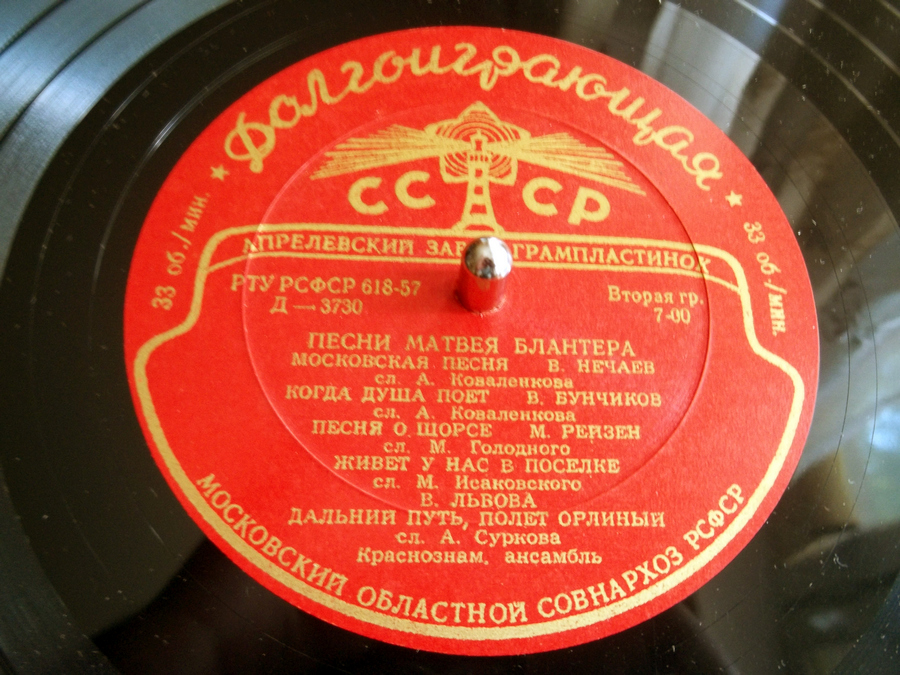 Долгоиграющая
33 об./мин.
33 об./мин.
СССР
АПРЕЛЕВСКИЙ ЗАВОД ГРАМПЛАСТИНОК
РТУ РСФСР 618-57
Вторая гр.
Д — 3730
7-00
ПЕСНИ МАТВЕЯ БЛАНТЕРА
МОСКОВСКАЯ ПЕСНЯ В. НЕЧАЕВ
сл. А. Коваленкова
КОГДА ДУША ПОЕТ В. БУНЧИКОВ
сл. А. Коваленкова
ПЕСНЯ О ЩОРСЕ М. РЕЙЗЕН
сл. М. Голодного
ЖИВЕТ У НАС В ПОСЕЛКЕ
сл. М. Исаковского
В. ЛЬВОВА
ДАЛЬНИЙ ПУТЬ, ПОЛЕТ ОРЛИНЫЙ
сл. А. Суркова
Краснознам. ансамбль
МОСКОВСКИЙ ОБЛАСТНОЙ СОВНАРХОЗ РСФСР